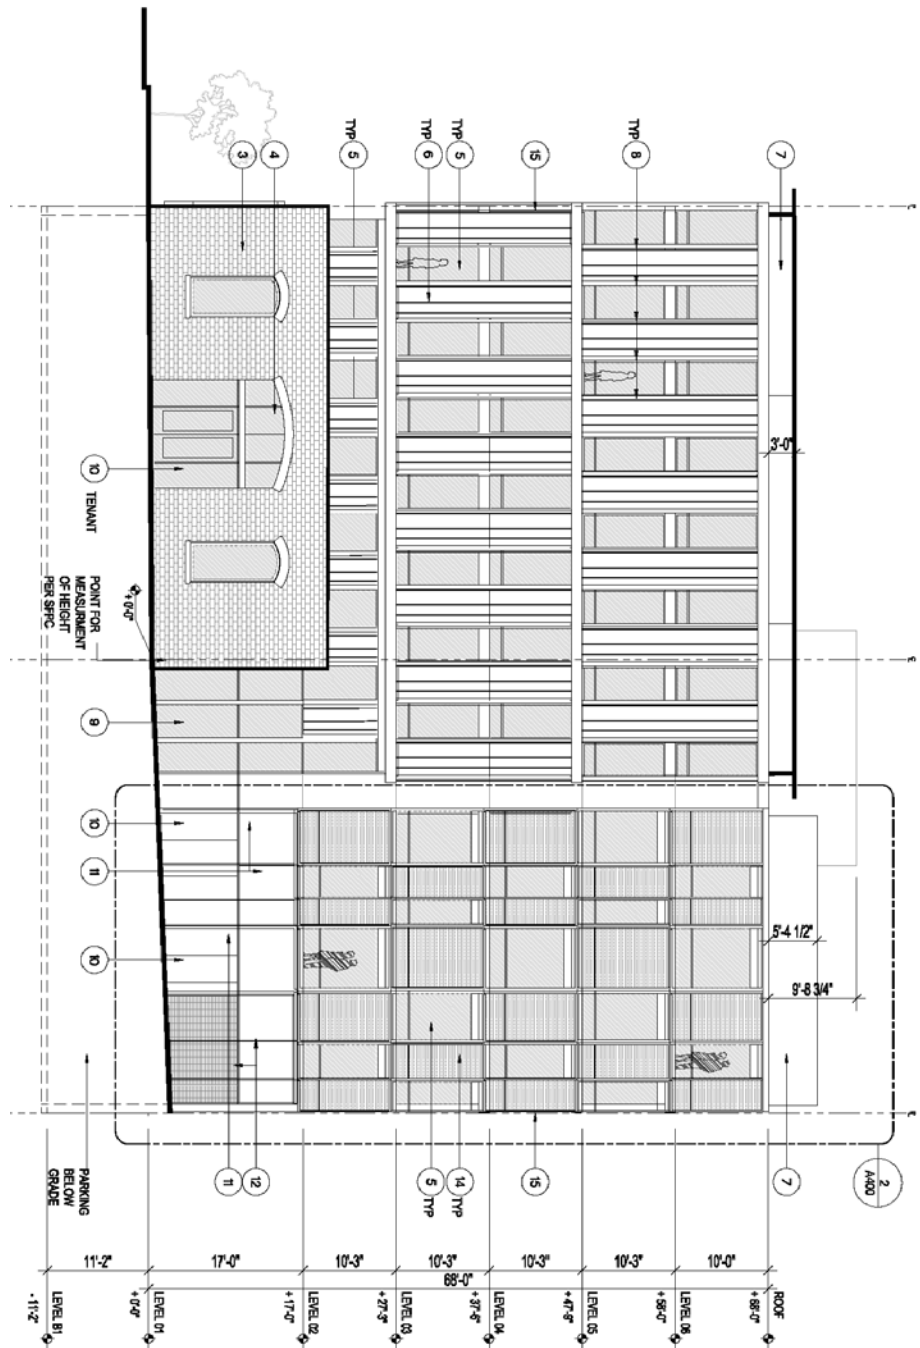 2
A400
9'-8 3/4"
5'-4 1/2"
3'-0"
7
TYP 8
15
TYP 5
TYP 6
TYP 5
4
3
10
TENANT
+ 0'-0"
POINT FOR
MEASURMENT
OF HEIGHT
PER SFPC
9
10
11
10
7
15
14 TYP
5 TYP
12
11
PARKING
BELOW
GRADE
10'-0"
10'-3"
10'-3"
10'-3"
10'-3"
17'-0"
11'-2"
68'-0"
ROOF
+ 68'-0"
LEVEL 06
+ 58'-0"
LEVEL 05
+ 47'-9"
LEVEL 04
+ 37'-6"
LEVEL 03
+ 27'-3"
LEVEL 02
+ 17'-0"
LEVEL 01
+ 0'-0"
LEVEL B1
- 11'-2"